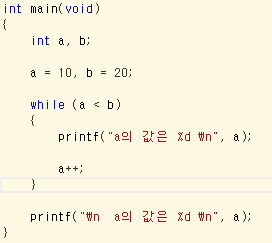 int main(void)
{
    int a, b;
    a = 10, b = 20;
    while (a < b)
    {
        printf("a의 값은 %d ₩n", a);
        a++;
    }
    printf("₩n  a의 값은 %d ₩n", a);
}